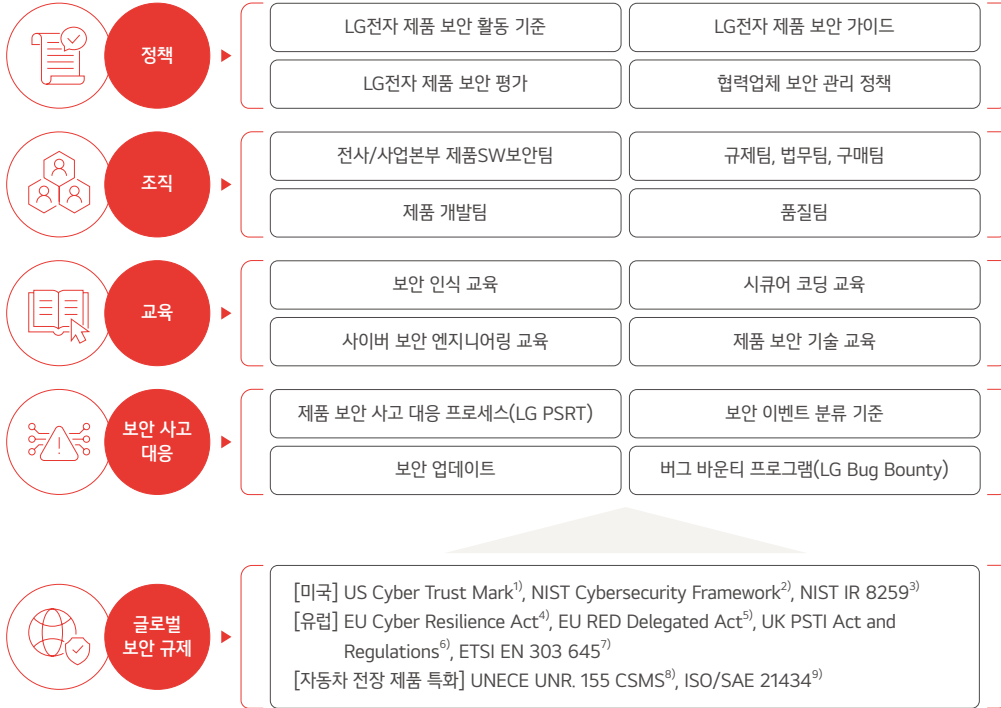 정책
LG전자 제품 보안 활동 기준
LG전자 제품 보안 가이드
LG전자 제품 보안 평가
협력업체 보안 관리 정책
조직
전사/사업본부 제품SW보안팀
규제팀, 법무팀, 구매팀
제품 개발팀
품질팀
교육
보안 인식 교육
시큐어 코딩 교육
사이버 보안 엔지니어링 교육
제품 보안 기술 교육
보안 사고
대응
제품 보안 사고 대응 프로세스(LG PSRT)
보안 이벤트 분류 기준
보안 업데이트
버그 바운티 프로그램(LG Bug Bounty)
글로벌
보안 규제
[미국] US Cyber Trust Mark1), NIST Cybersecurity Framework2), NIST IR 82593)
[유럽] EU Cyber Resilience Act4), EU RED Delegated Act5), UK PSTI Act and
Regulations6), ETSI EN 303 6457)
[자동차 전장 제품 특화] UNECE UNR. 155 CSMS8), ISO/SAE 214349)